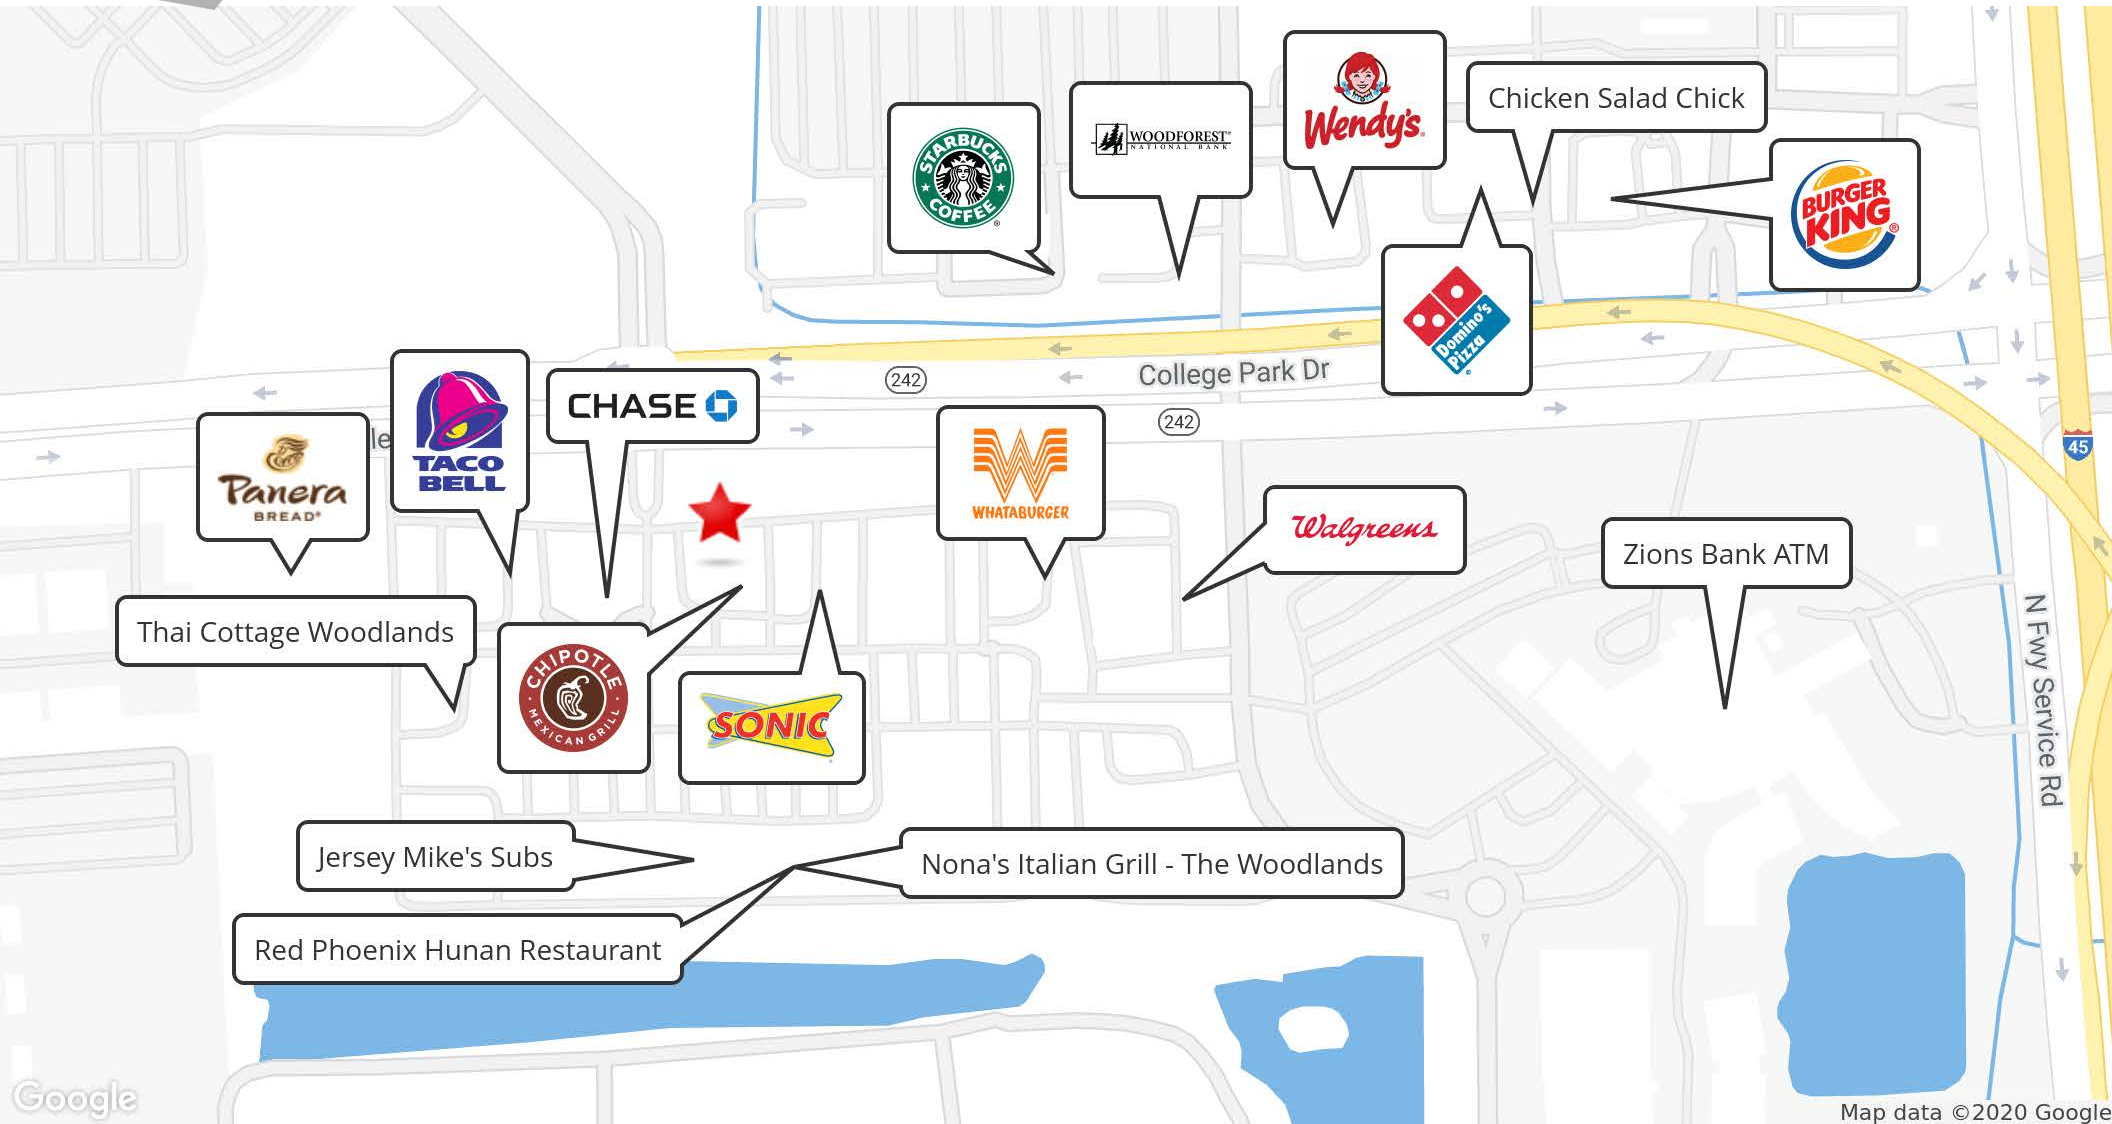 Wendy's
Chicken Salad Chick
STARBUCKS
COFFEE
WOODFOREST
NATIONAL BANK
BURGER
KING
Domino's
Pizza
College Park Dr
242
242
45
CHASE
TACO
BELL
le
Panera
BREAD
WHATABURGER
Walgreens
Zions Bank ATM
N Fwy Service Rd
Thai Cottage Woodlands
CHIPOTLE
MEXICAN GRILL
SONIC
Jersey Mike's Subs
Nona's Italian Grill - The Woodlands
Red Phoenix Hunan Restaurant
Google
Map data ©2020 Google